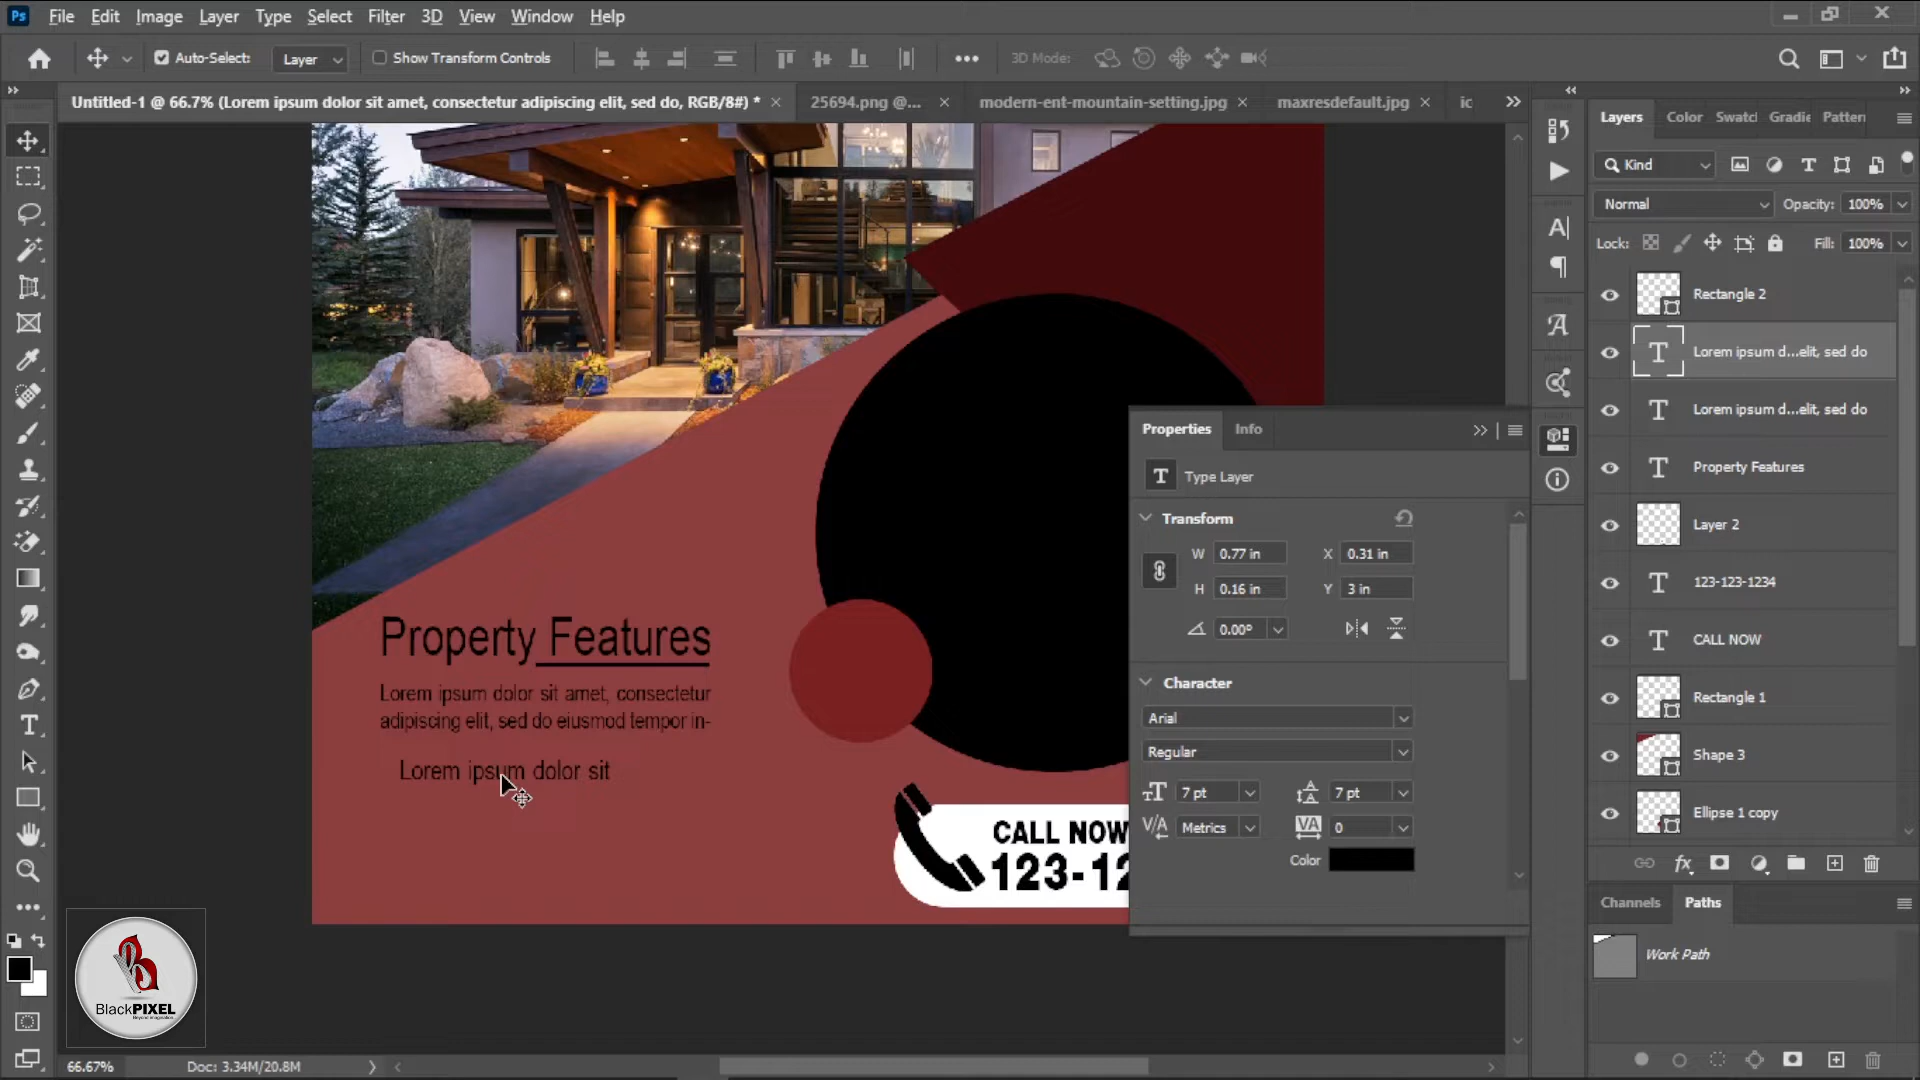 Ps File Edit Image Layer Type Select Filter 3D View Window Help
Auto-Select: Layer Show Transform Controls 3D Mode:
Untitled-1 @ 66.7% (Lorem ipsum dolor sit amet, consectetur adipiscing elit, sed do, RGB/8#) * 25694.png @... modern-ent-mountain-setting.jpg maxresdefault.jpg ic
Layers Color Swatc Gradie Patter
Kind
Normal Opacity: 100%
Lock: Fill: 100%
Rectangle 2
Lorem ipsum d...elit, sed do
Lorem ipsum d...elit, sed do
Property Features
Layer 2
123-123-1234
CALL NOW
Rectangle 1
Shape 3
Ellipse 1 copy
Properties Info
Type Layer
Transform
W 0.77 in X 0.31 in
H 0.16 in Y 3 in
0.00°
Character
Arial
Regular
7 pt 7 pt
Metrics 0
Color
Property Features
Lorem ipsum dolor sit amet, consectetur
adipiscing elit, sed do eiusmod tempor in-
Lorem ipsum dolor sit
CALL NOW
123-12
Channels Paths
Work Path
BlackPIXEL
66.67% Doc: 3.34M/20.8M